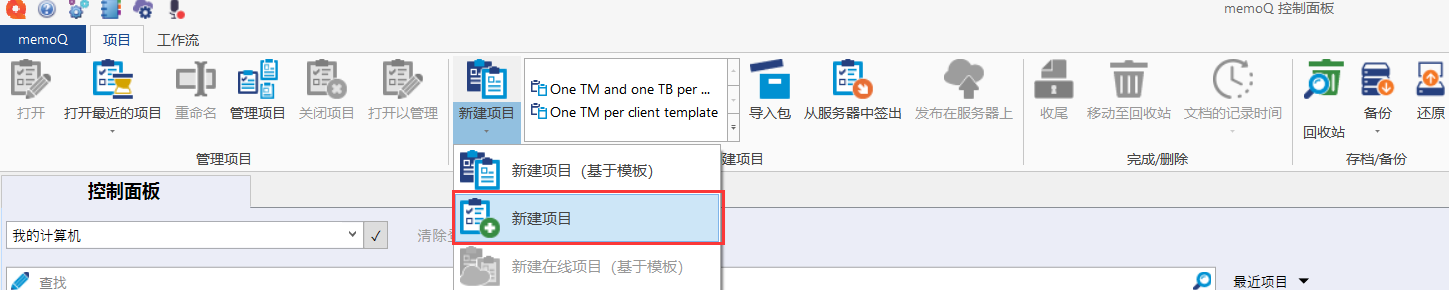 memoQ 控制面板
memoQ 项目 工作流
打开 打开最近的项目 重命名 管理项目 关闭项目 打开以管理
管理项目
新建项目
One TM and one TB per ...
One TM per client template
导入包 从服务器中签出 发布在服务器上
建项目
收尾 移动至回收站 文档的记录时间
完成/删除
回收站 备份 还原
存档/备份
新建项目（基于模板）
新建项目
新建在线项目（基于模板）
控制面板
我的计算机
清除
查找
最近项目